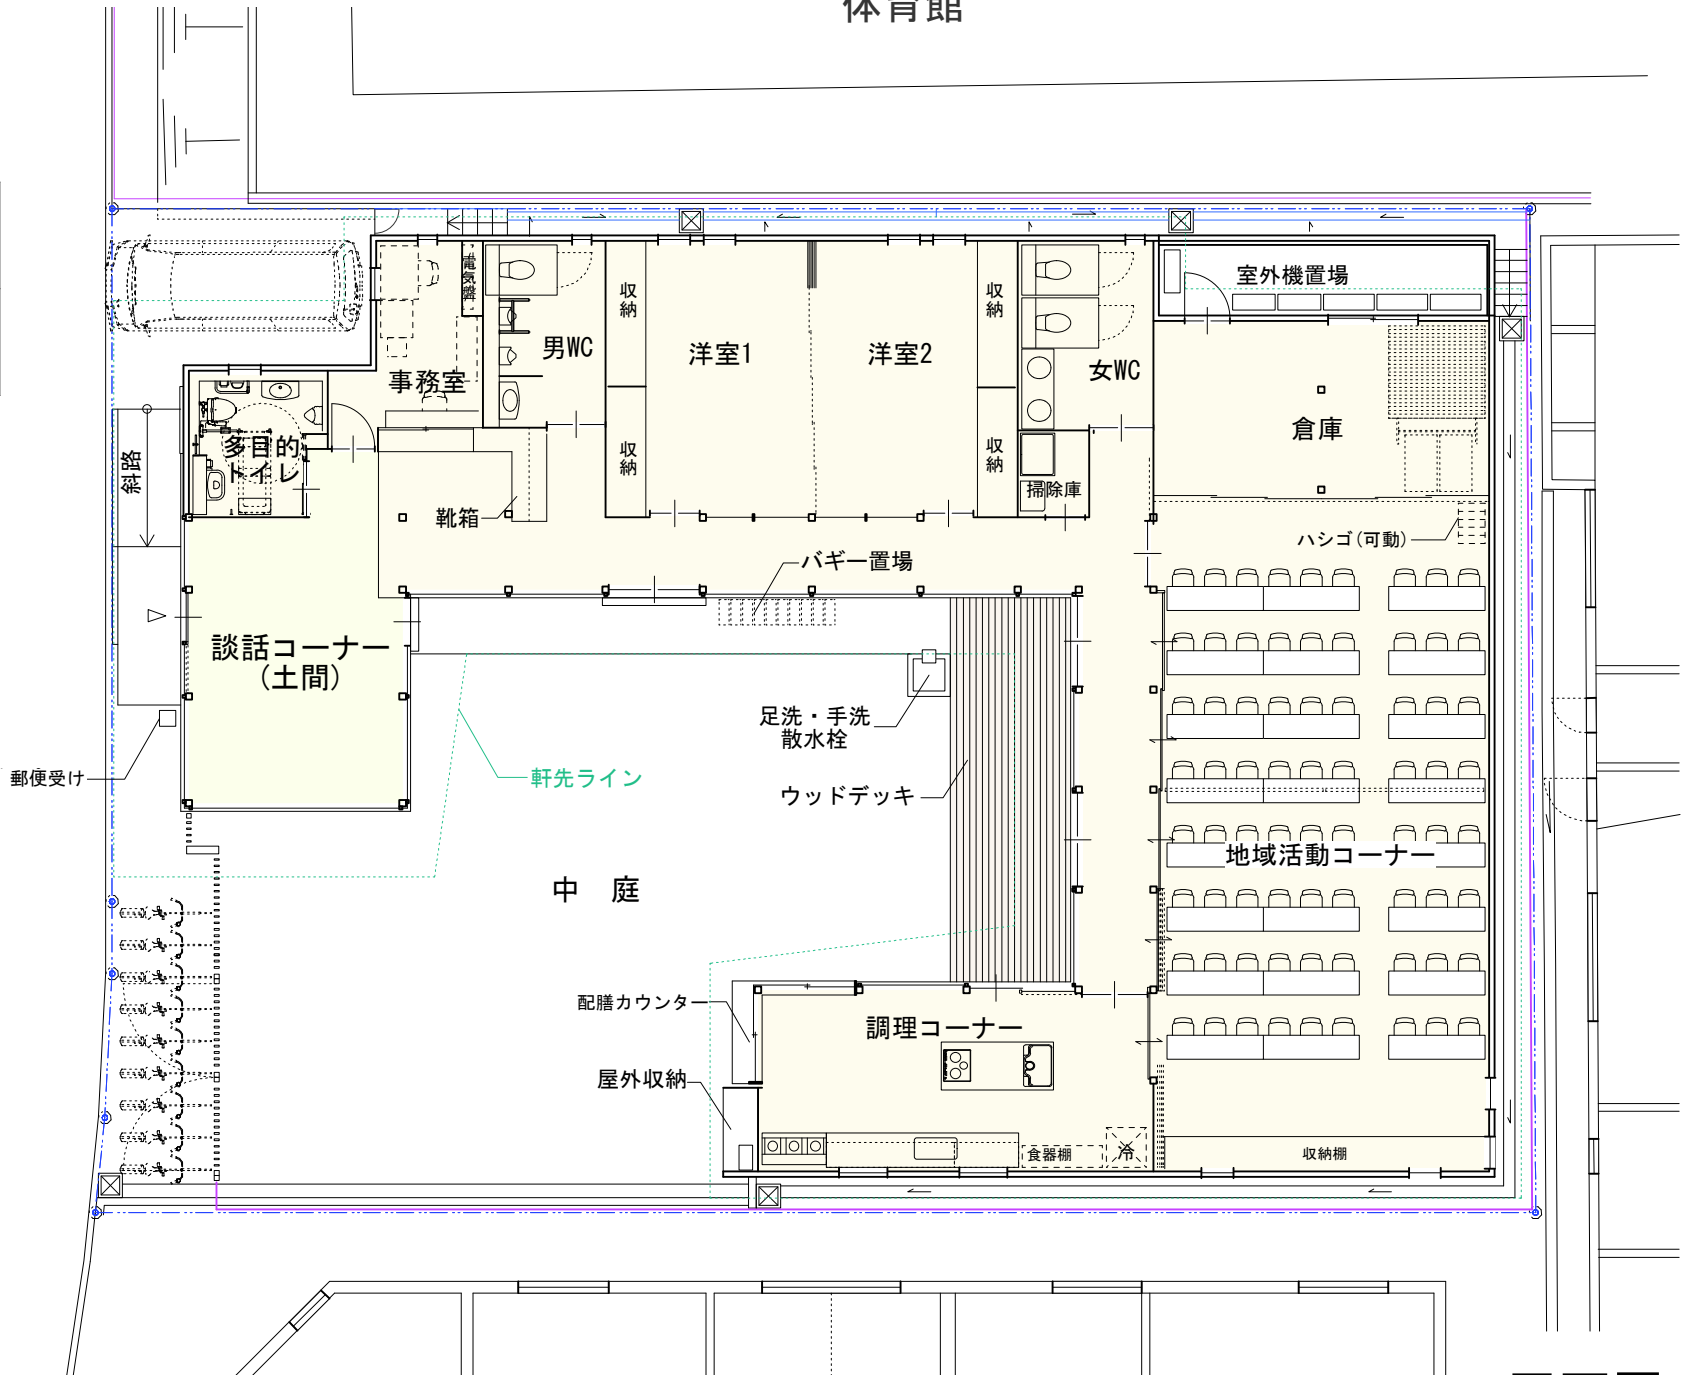 体育館
電気盤
室外機置場
収納
収納
男WC
洋室1
洋室2
女WC
事務室
倉庫
多目的
トイレ
収納
収納
斜路
掃除庫
靴箱
ハシゴ(可動)
バギー置場
談話コーナー
(土間)
足洗・手洗
散水栓
郵便受け
軒先ライン
ウッドデッキ
地域活動コーナー
中 庭
配膳カウンター
調理コーナー
屋外収納
食器棚
冷
収納棚